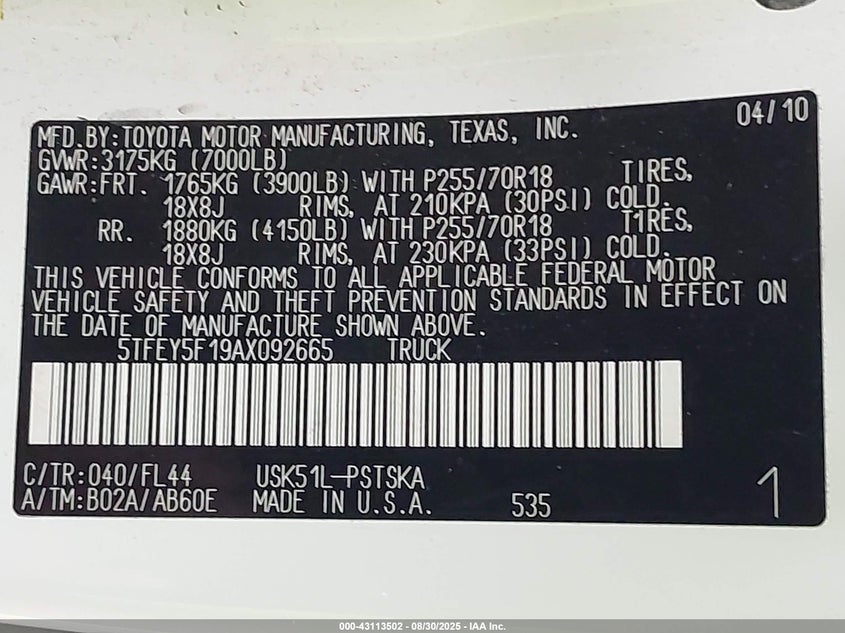 04/10
MFD.BY:TOYOTA MOTOR MANUFACTURING, TEXAS, INC.
GVWR:3175KG (7000LB)
GAWR:FRT. 1765KG (3900LB) WITH P255/70R18 TIRES,
18X8J RIMS, AT 210KPA (30PSI) COLD.
RR. 1880KG (4150LB) WITH P255/70R18 TIRES,
18X8J RIMS, AT 230KPA (33PSI) COLD.
THIS VEHICLE CONFORMS TO ALL APPLICABLE FEDERAL MOTOR
VEHICLE SAFETY AND THEFT PREVENTION STANDARDS IN EFFECT ON
THE DATE OF MANUFACTURE SHOWN ABOVE.
5TFEY5F19AX092665 TRUCK
C/TR:040/FL44 USK51L-PSTSKA
A/TM:B02A/AB60E MADE IN U.S.A. 535 1
000-43113502 - 08/30/2025 - IAA Inc.